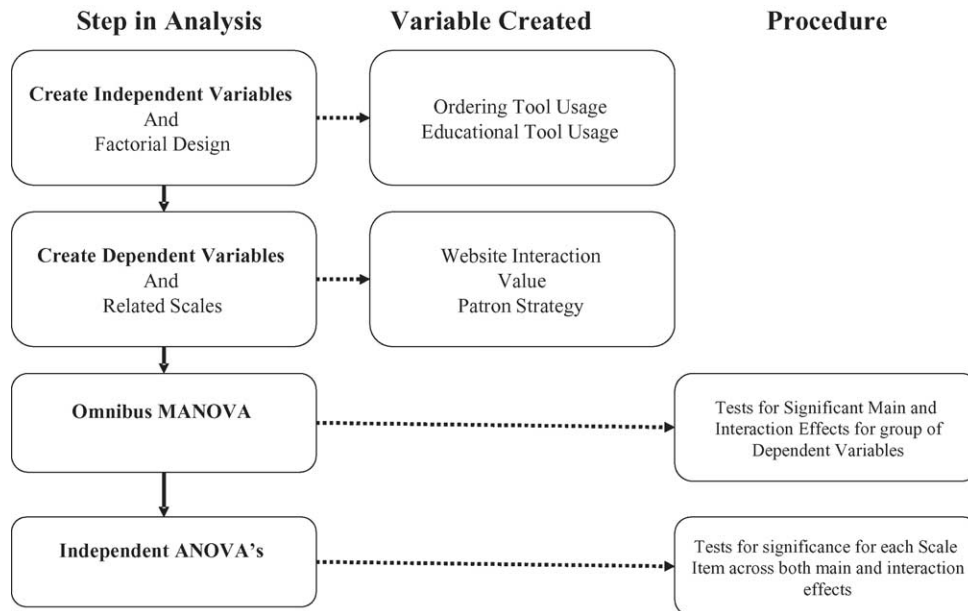 Step in Analysis
Variable Created
Procedure
Create Independent Variables
And
Factorial Design
Ordering Tool Usage
Educational Tool Usage
Create Dependent Variables
And
Related Scales
Website Interaction
Value
Patron Strategy
Omnibus MANOVA
Tests for Significant Main and
Interaction Effects for group of
Dependent Variables
Independent ANOVA’s
Tests for significance for each Scale
Item across both main and interaction
effects